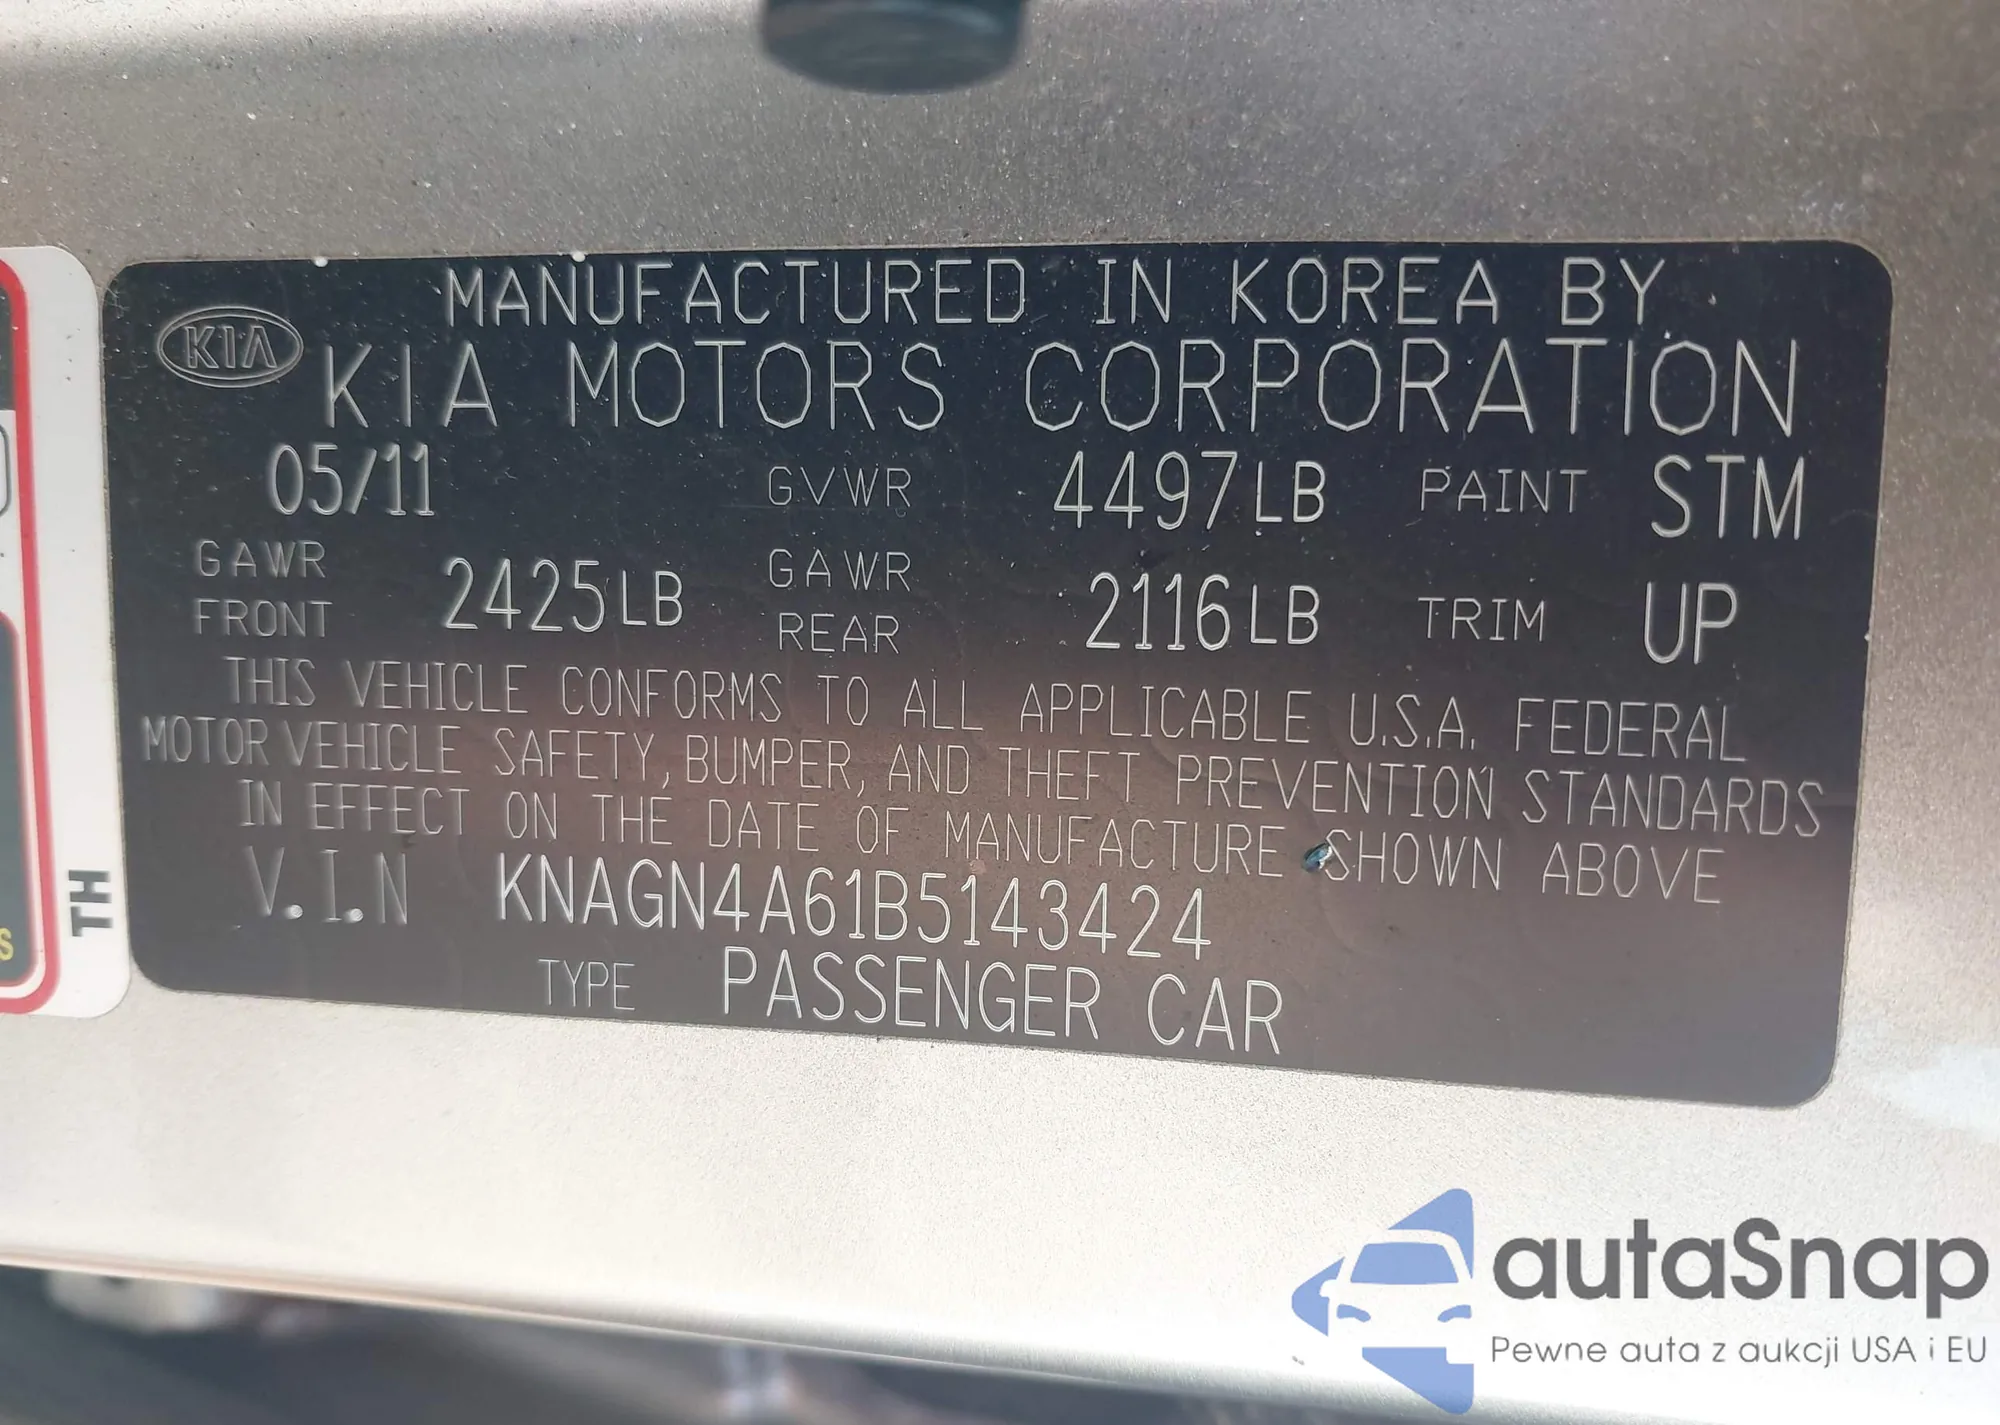 MANUFACTURED IN KOREA BY
KIA
KIA MOTORS CORPORATION
05/11 GVWR 4497LB PAINT STM
GAWR FRONT 2425LB GAWR REAR 2116LB TRIM UP
THIS VEHICLE CONFORMS TO ALL APPLICABLE U.S.A. FEDERAL
MOTOR VEHICLE SAFETY, BUMPER, AND THEFT PREVENTION STANDARDS
IN EFFECT ON THE DATE OF MANUFACTURE SHOWN ABOVE
V.I.N KNAGN4A61B5143424
TYPE PASSENGER CAR
TH
S
autaSnap
Pewne auta z aukcji USA i EU